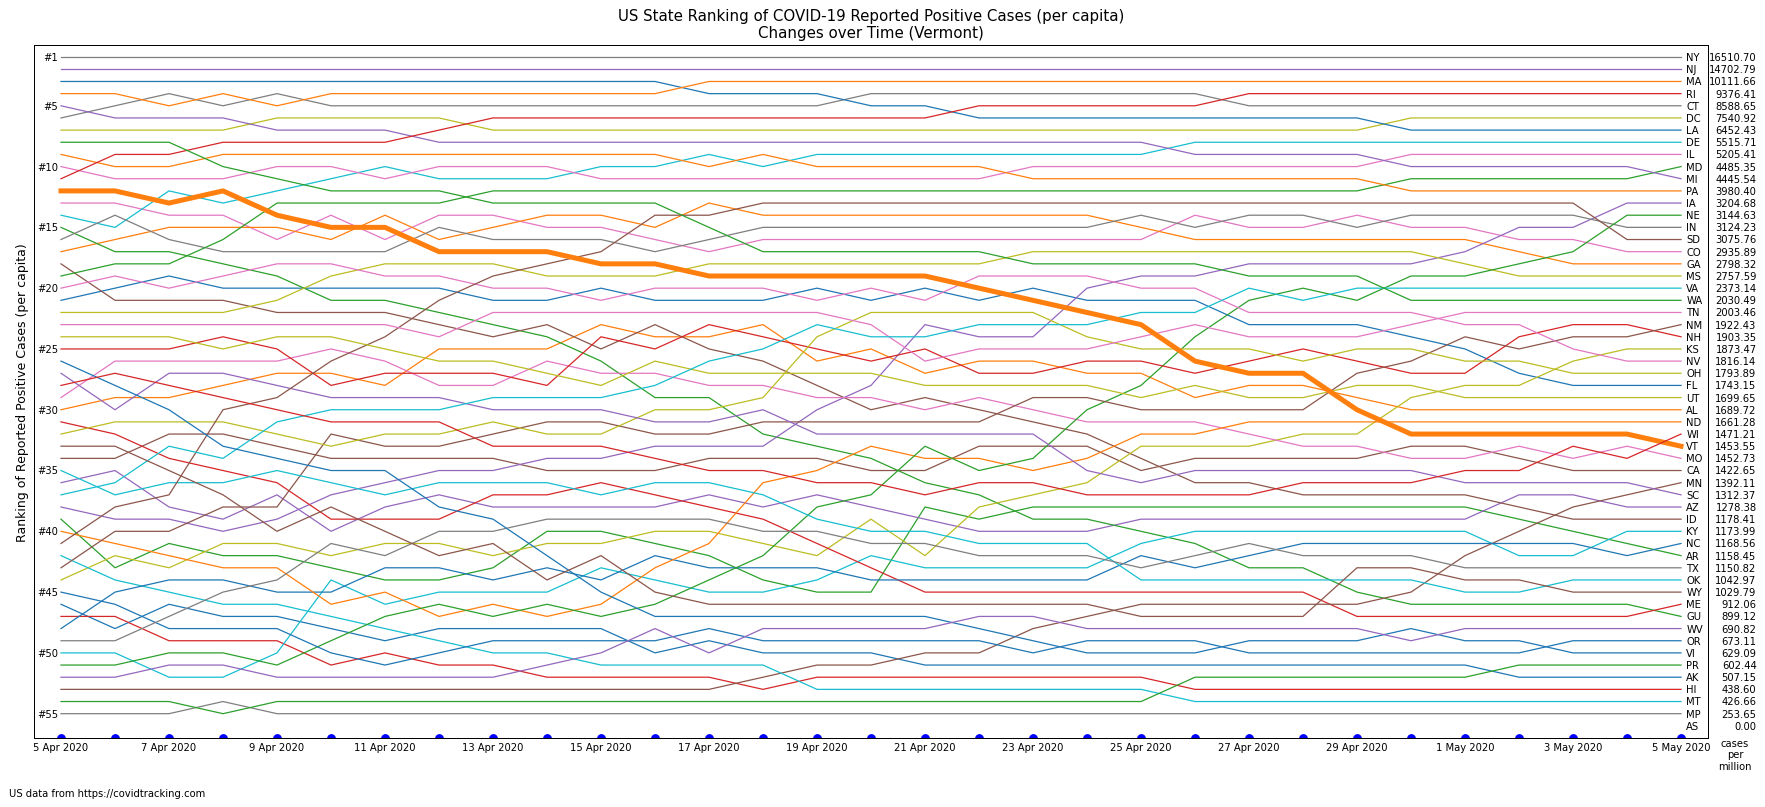 US State Ranking of COVID-19 Reported Positive Cases (per capita)
Changes over Time (Vermont)
Ranking of Reported Positive Cases (per capita)
#1
#5
#10
#15
#20
#25
#30
#35
#40
#45
#50
#55
NY 16510.70
NJ 14702.79
MA 10111.66
RI 9376.41
CT 8588.65
DC 7540.92
LA 6452.43
DE 5515.71
IL 5205.41
MD 4485.35
MI 4445.54
PA 3980.40
IA 3204.68
NE 3144.63
IN 3124.23
SD 3075.76
CO 2935.89
GA 2798.32
MS 2757.59
VA 2373.14
WA 2030.49
TN 2003.46
NM 1922.43
NH 1903.35
KS 1873.47
NV 1816.14
OH 1793.89
FL 1743.15
UT 1699.65
AL 1689.72
ND 1661.28
WI 1471.21
VT 1453.55
MO 1452.73
CA 1422.65
MN 1392.11
SC 1312.37
AZ 1278.38
ID 1178.41
KY 1173.99
NC 1168.56
AR 1158.45
TX 1150.82
OK 1042.97
WY 1029.79
ME 912.06
GU 899.12
WV 690.82
OR 673.11
VI 629.09
PR 602.44
AK 507.15
HI 438.60
MT 426.66
MP 253.65
AS 0.00
5 Apr 2020 7 Apr 2020 9 Apr 2020 11 Apr 2020 13 Apr 2020 15 Apr 2020 17 Apr 2020 19 Apr 2020 21 Apr 2020 23 Apr 2020 25 Apr 2020 27 Apr 2020 29 Apr 2020 1 May 2020 3 May 2020 5 May 2020
cases
per
million
US data from https://covidtracking.com